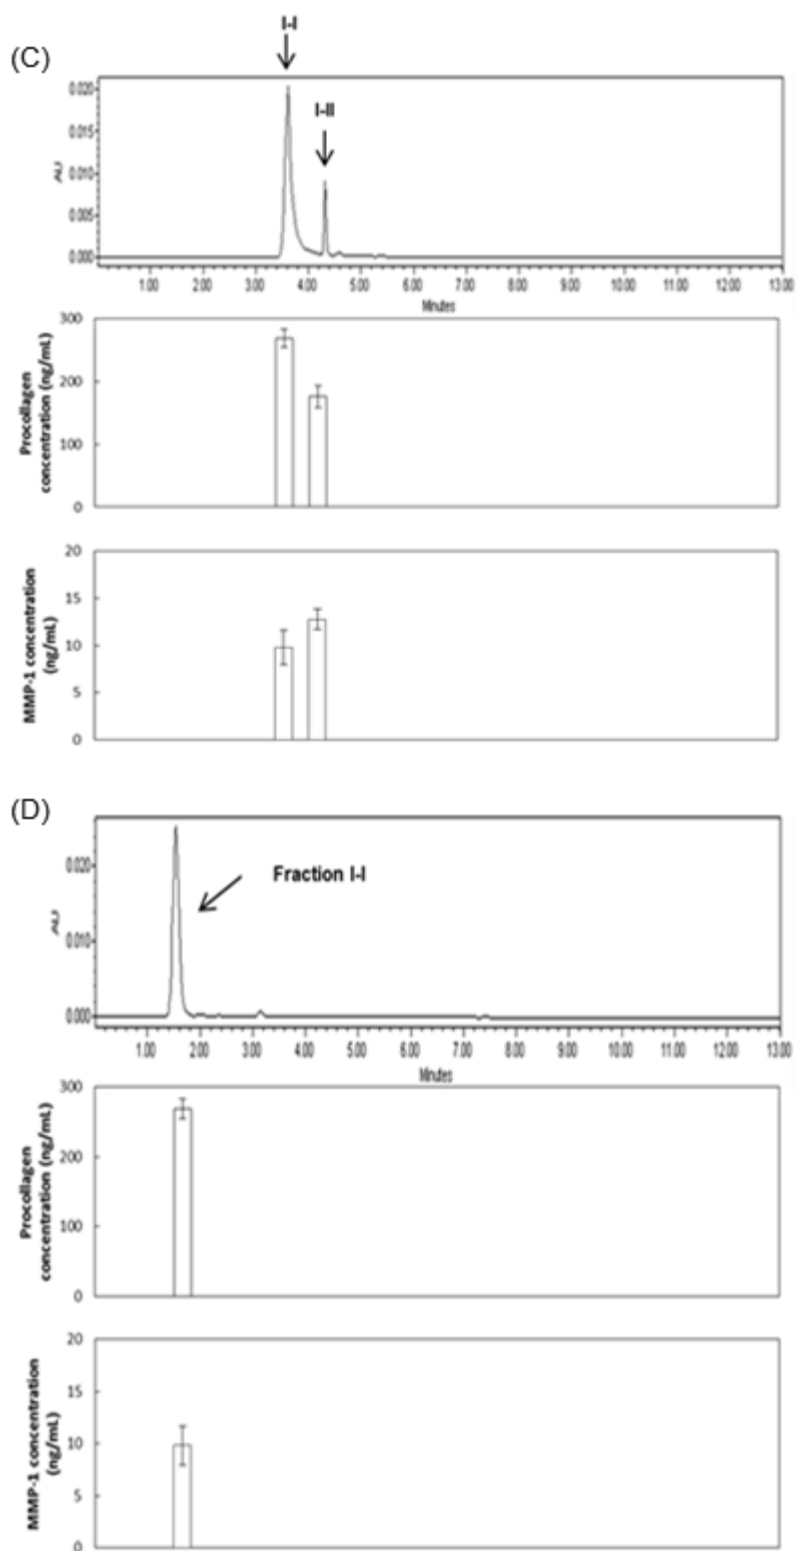 (C)
I-I
I-II
0.020
0.015
0.010
0.005
0.000
AU
1.00 2.00 3.00 4.00 5.00 6.00 7.00 8.00 9.00 10.00 11.00 12.00 13.00
Minutes
Procollagen
concentration (ng/mL)
300
200
100
0
MMP-1 concentration
(ng/mL)
20
15
10
5
0
(D)
Fraction I-I
0.020
0.010
0.000
AU
1.00 2.00 3.00 4.00 5.00 6.00 7.00 8.00 9.00 10.00 11.00 12.00 13.00
Minutes
Procollagen
concentration (ng/mL)
300
200
100
0
MMP-1 concentration
(ng/mL)
20
15
10
5
0